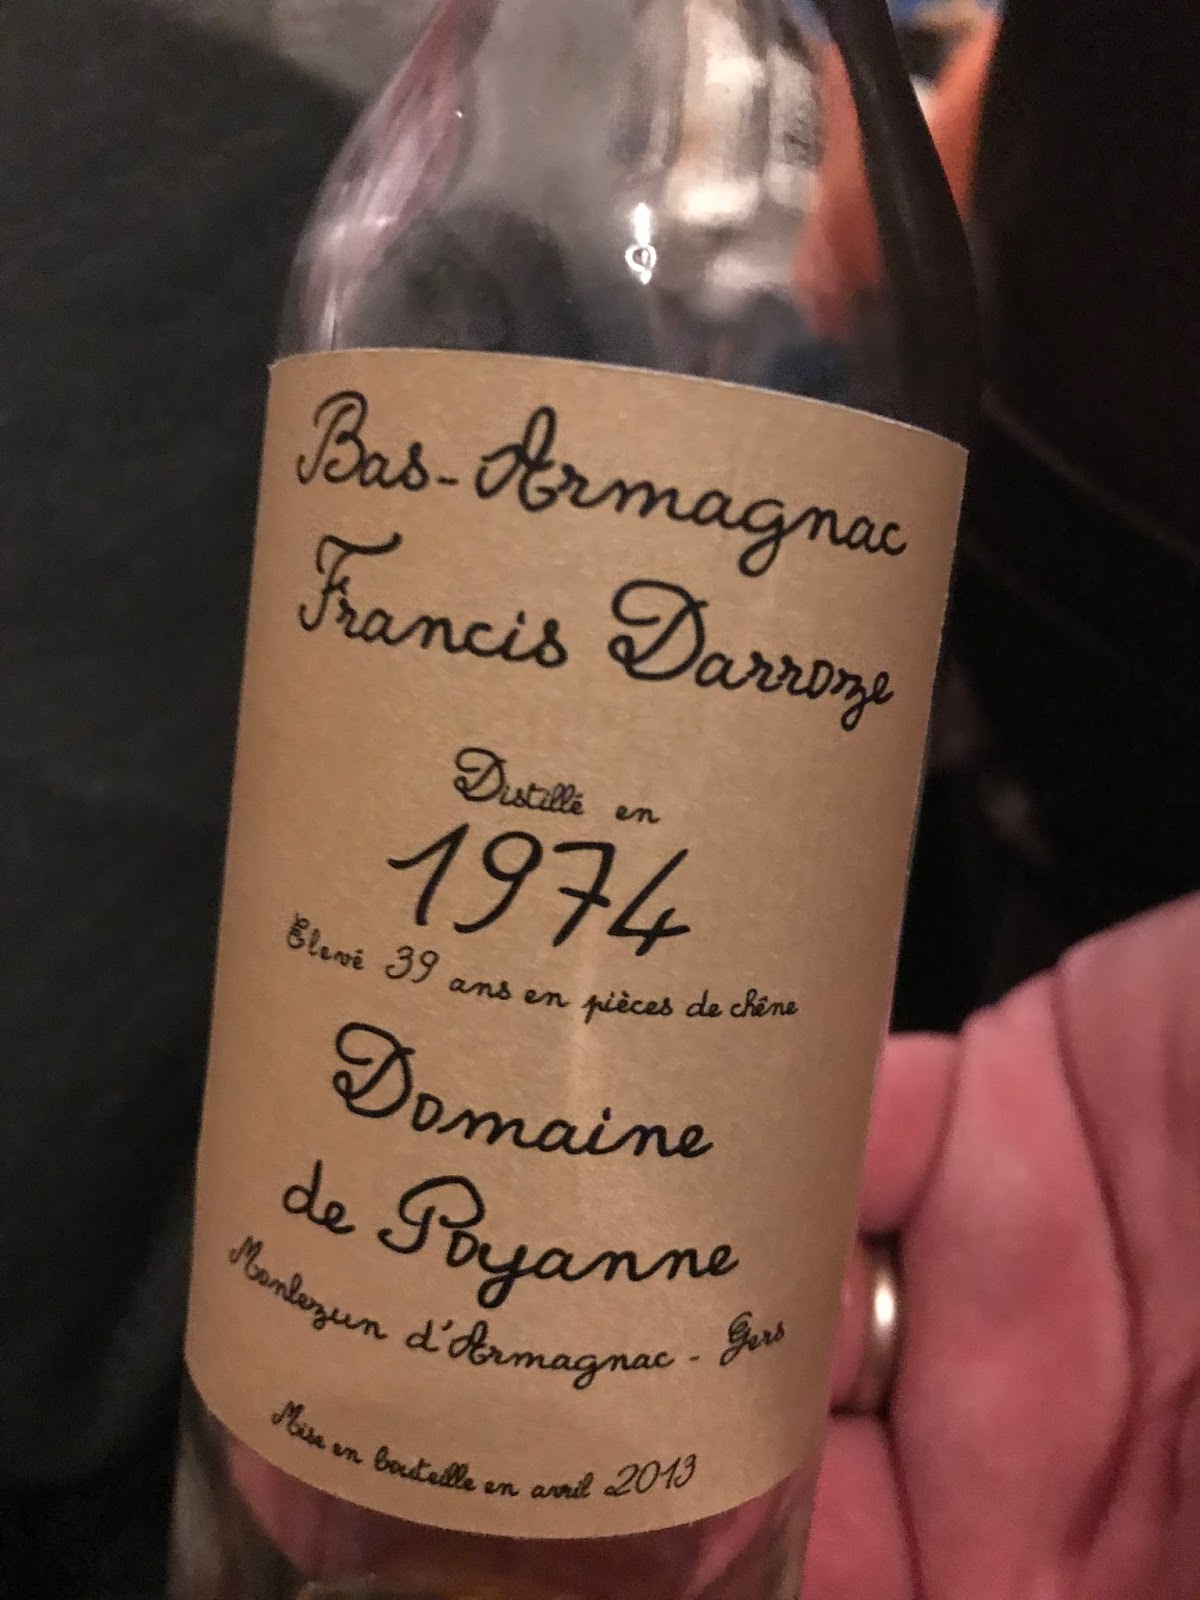 Bas-Armagnac
Francis Darroze
Distillé en
1974
Elevé 39 ans en pièces de chêne
Domaine
de Poyanne
Monlezun d'Armagnac - Gers
Mise en bouteille en avril 2013